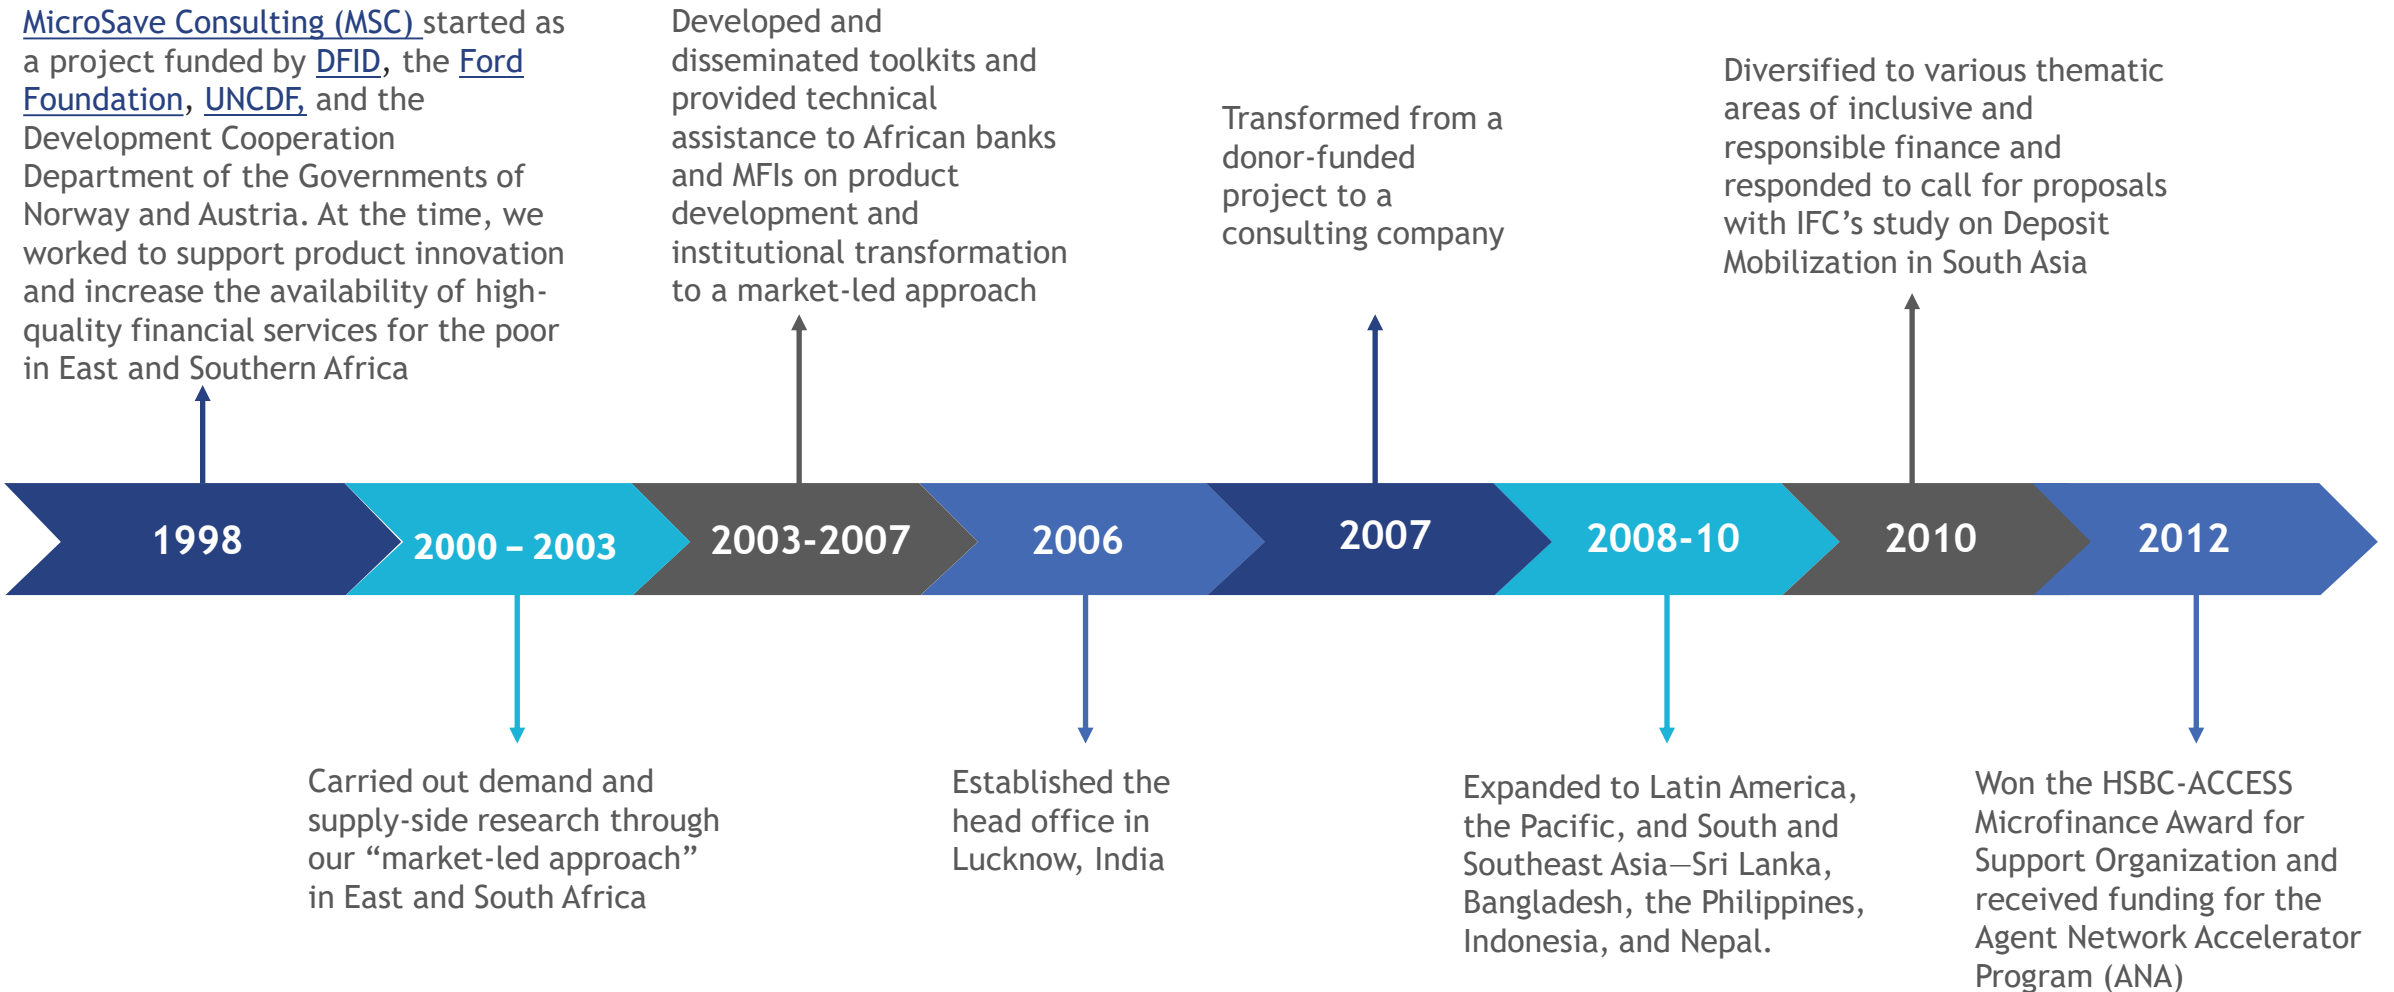 MicroSave Consulting (MSC) started as
a project funded by DFID, the Ford
Foundation, UNCDF, and the
Development Cooperation
Department of the Governments of
Norway and Austria. At the time, we
worked to support product innovation
and increase the availability of high-
quality financial services for the poor
in East and Southern Africa
Developed and
disseminated toolkits and
provided technical
assistance to African banks
and MFIs on product
development and
institutional transformation
to a market-led approach
Transformed from a
donor-funded
project to a
consulting company
Diversified to various thematic
areas of inclusive and
responsible finance and
responded to call for proposals
with IFC’s study on Deposit
Mobilization in South Asia
1998
2000 – 2003
2003-2007
2006
2007
2008-10
2010
2012
Carried out demand and
supply-side research through
our “market-led approach”
in East and South Africa
Established the
head office in
Lucknow, India
Expanded to Latin America,
the Pacific, and South and
Southeast Asia—Sri Lanka,
Bangladesh, the Philippines,
Indonesia, and Nepal.
Won the HSBC-ACCESS
Microfinance Award for
Support Organization and
received funding for the
Agent Network Accelerator
Program (ANA)